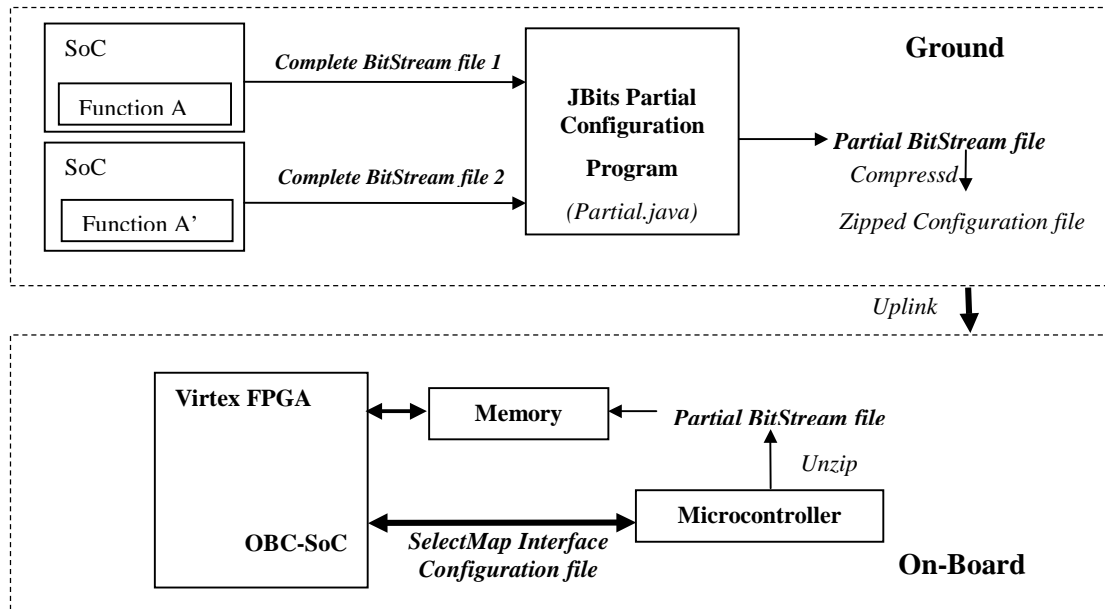 SoC
Function A
Complete BitStream file 1
SoC
Function A’
Complete BitStream file 2
JBits Partial
Configuration
Program
(Partial.java)
Ground
Partial BitStream file
Compressd
Zipped Configuration file
Uplink
Virtex FPGA
OBC-SoC
Memory
Partial BitStream file
Unzip
Microcontroller
SelectMap Interface
Configuration file
On-Board